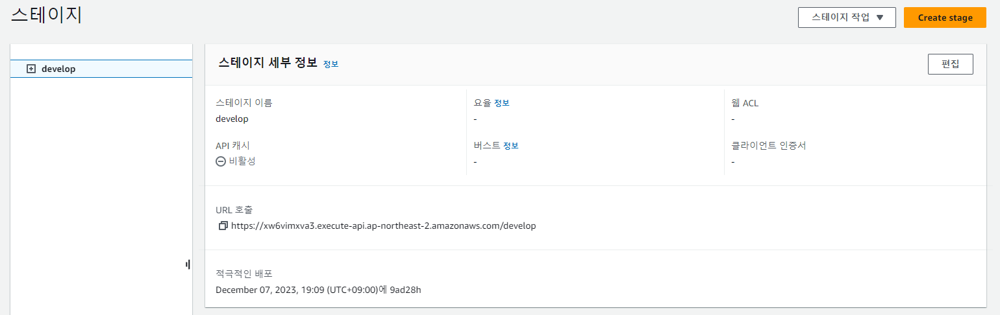 스테이지
스테이지 작업
Create stage
develop
스테이지 세부 정보 정보
편집
스테이지 이름
develop
요율 정보
-
웹 ACL
-
API 캐시
비활성
버스트 정보
-
클라이언트 인증서
-
URL 호출
https://xw6vimxva3.execute-api.ap-northeast-2.amazonaws.com/develop
적극적인 배포
December 07, 2023, 19:09 (UTC+09:00)에 9ad28h